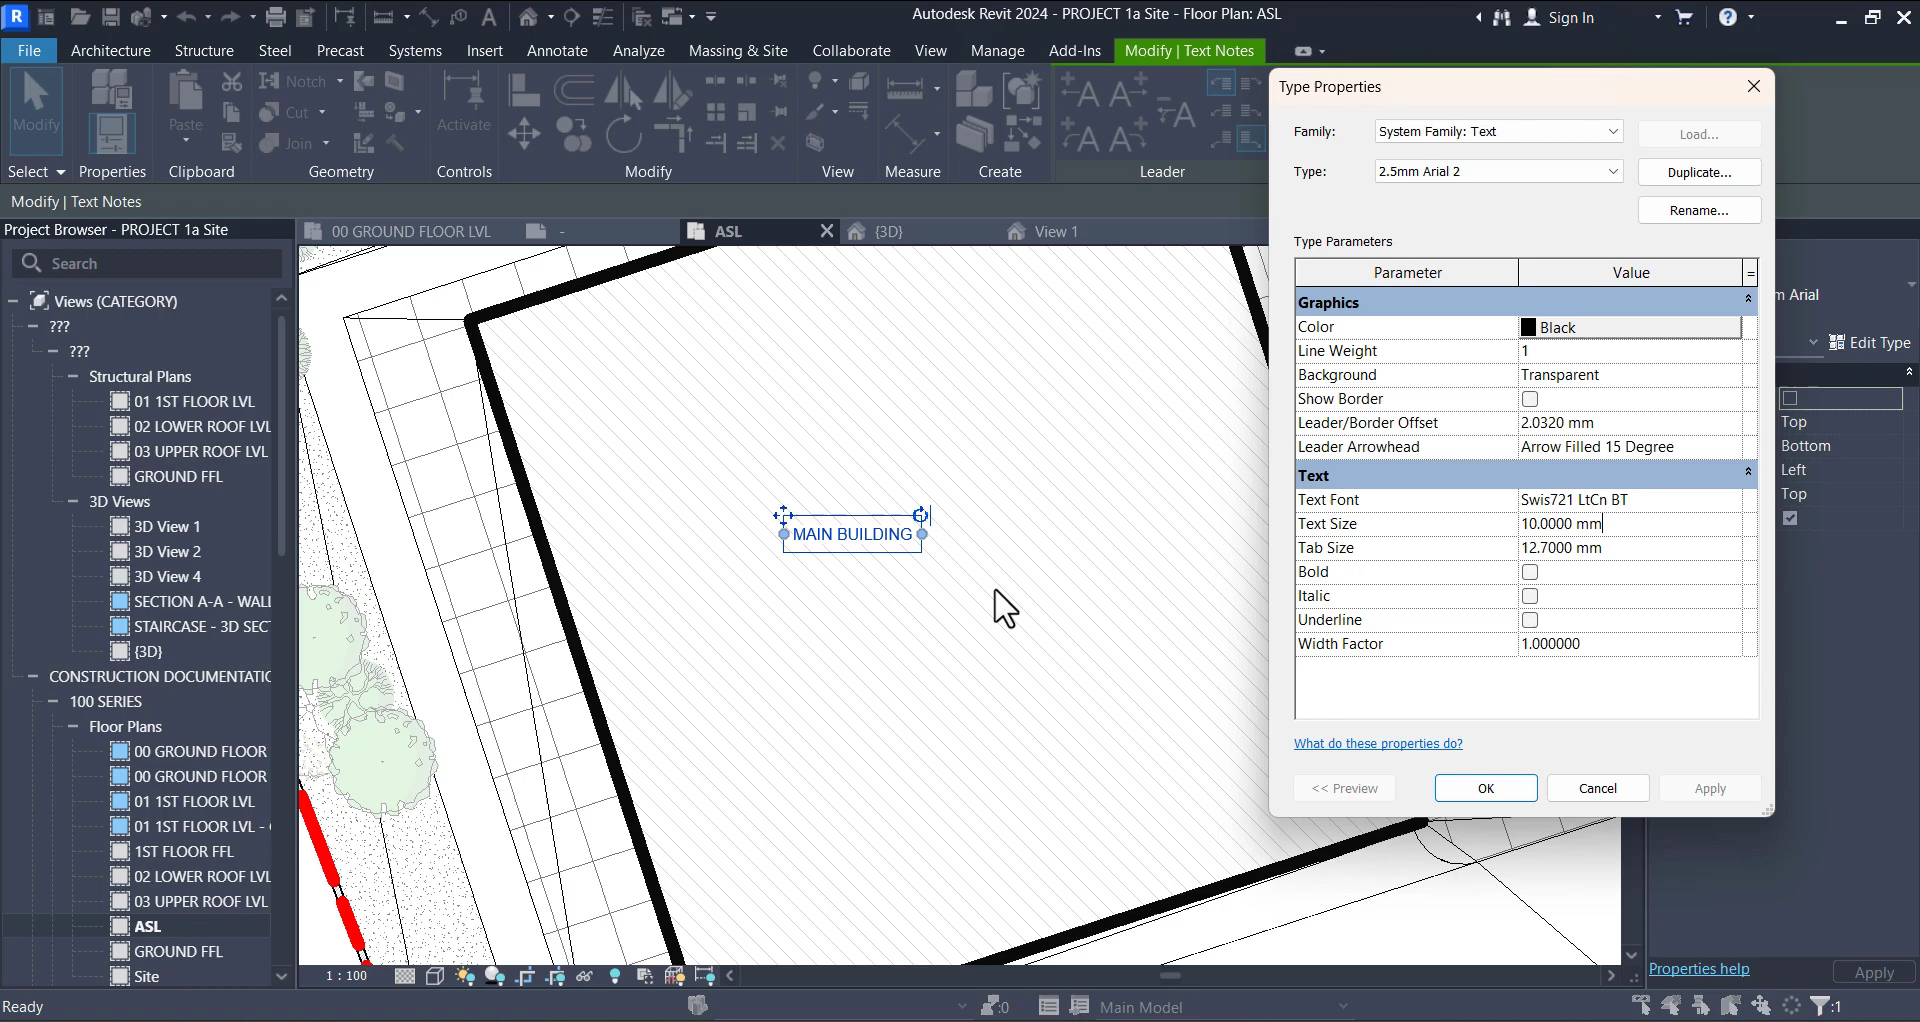 Autodesk Revit 2024 - PROJECT 1a Site - Floor Plan: ASL
Sign In
File Architecture Structure Steel Precast Systems Insert Annotate Analyze Massing & Site Collaborate View Manage Add-Ins Modify | Text Notes
Modify
Paste
Notch
Cut
Join
Activate
Select Properties Clipboard Geometry Controls Modify View Measure Create Leader
Modify | Text Notes
Project Browser - PROJECT 1a Site
Search
Views (CATEGORY)
???
???
Structural Plans
01 1ST FLOOR LVL
02 LOWER ROOF LVL
03 UPPER ROOF LVL
GROUND FFL
3D Views
3D View 1
3D View 2
3D View 4
SECTION A-A - WALL
STAIRCASE - 3D SECT
{3D}
CONSTRUCTION DOCUMENTATIO
100 SERIES
Floor Plans
00 GROUND FLOOR
00 GROUND FLOOR
01 1ST FLOOR LVL
01 1ST FLOOR LVL -
1ST FLOOR FFL
02 LOWER ROOF LVL
03 UPPER ROOF LVL
ASL
GROUND FFL
Site
00 GROUND FLOOR LVL
-
ASL
{3D}
View 1
MAIN BUILDING
1 : 100
Type Properties
Family: System Family: Text Load...
Type: 2.5mm Arial 2 Duplicate...
Rename...
Type Parameters
Parameter Value =
Graphics
Color Black
Line Weight 1
Background Transparent
Show Border
Leader/Border Offset 2.0320 mm
Leader Arrowhead Arrow Filled 15 Degree
Text
Text Font Swis721 LtCn BT
Text Size 10.0000 mm
Tab Size 12.7000 mm
Bold
Italic
Underline
Width Factor 1.000000
What do these properties do?
<< Preview OK Cancel Apply
m Arial
Edit Type
Top
Bottom
Left
Top
Properties help Apply
Ready
:0
Main Model
:1